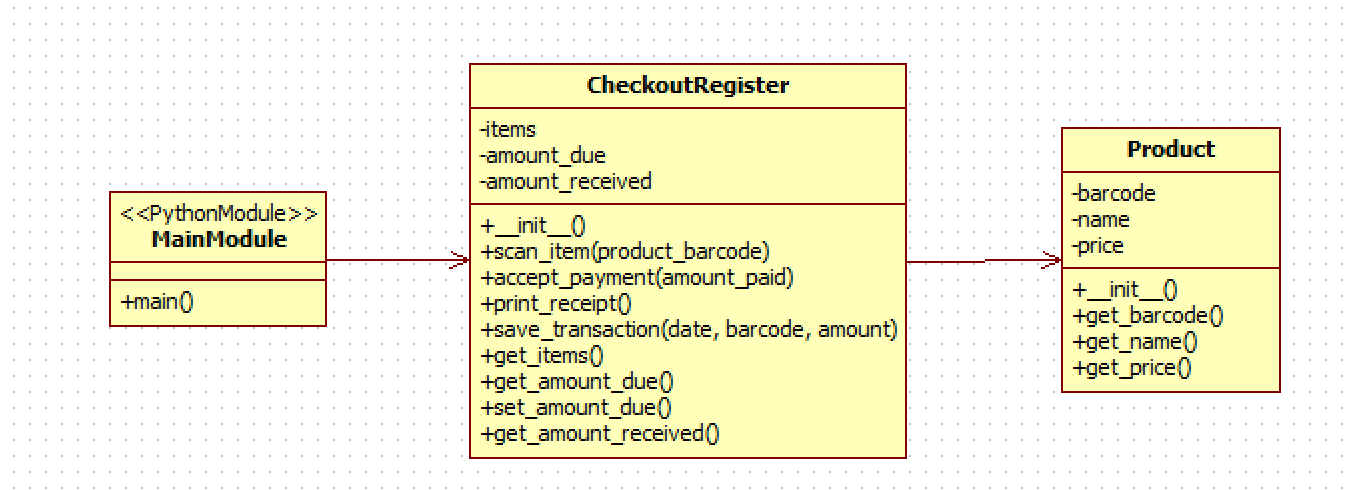 <<PythonModule>>
MainModule
+main()
CheckoutRegister
-items
-amount_due
-amount_received
+__init__()
+scan_item(product_barcode)
+accept_payment(amount_paid)
+print_receipt()
+save_transaction(date, barcode, amount)
+get_items()
+get_amount_due()
+set_amount_due()
+get_amount_received()
Product
-barcode
-name
-price
+__init__()
+get_barcode()
+get_name()
+get_price()